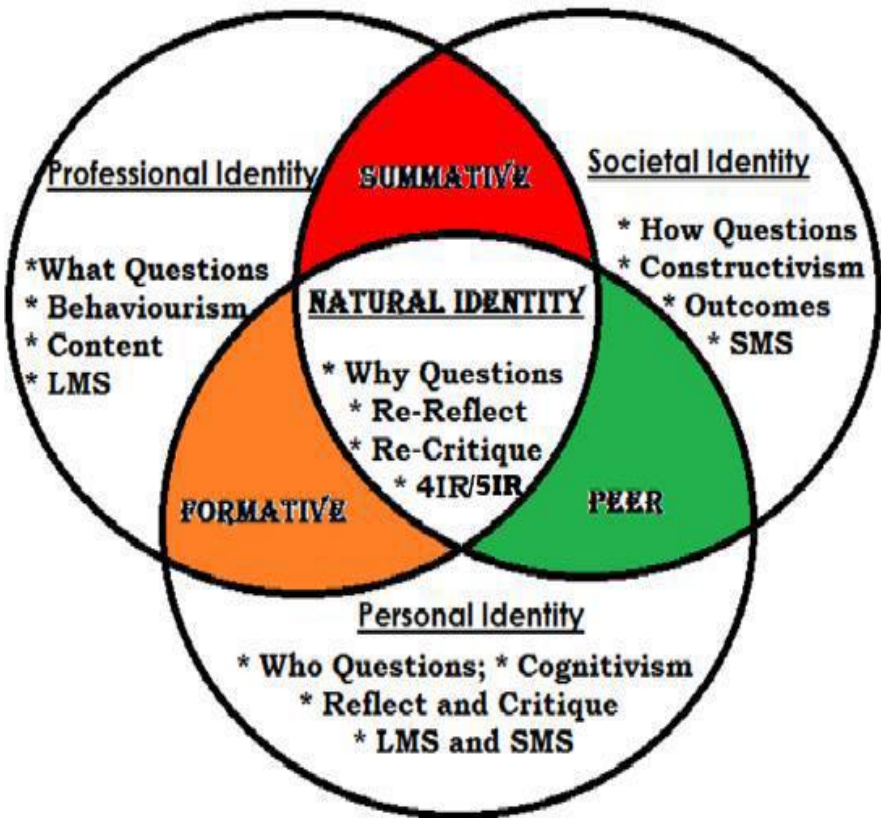 SUMMATIVE
Professional Identity
*What Questions
* Behaviourism
* Content
* LMS
Societal Identity
* How Questions
* Constructivism
* Outcomes
* SMS
NATURAL IDENTITY
* Why Questions
* Re-Reflect
* Re-Critique
* 4IR/5IR
FORMATIVE
PEER
Personal Identity
* Who Questions; * Cognitivism
* Reflect and Critique
* LMS and SMS